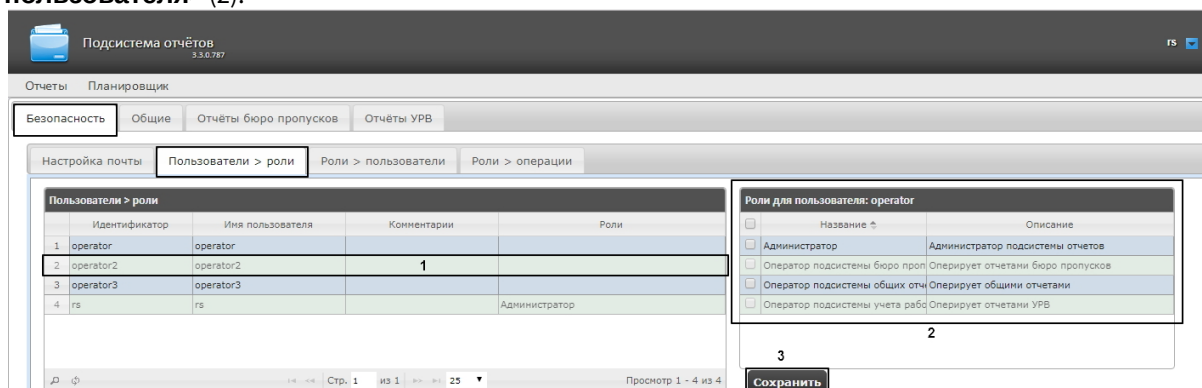 пользователя" (2).
Подсистема отчётов
3.3.0.787
rs
Отчеты Планировщик
Безопасность Общие Отчёты бюро пропусков Отчёты УРВ
Настройка почты Пользователи > роли Роли > пользователи Роли > операции
Пользователи > роли
Идентификатор Имя пользователя Комментарии Роли
1 operator operator
2 operator2 operator2 1
3 operator3 operator3
4 rs rs Администратор
Стр. 1 из 1 25 Просмотр 1 - 4 из 4
Роли для пользователя: operator
Название Описание
Администратор Администратор подсистемы отчетов
Оператор подсистемы бюро проп Оперирует отчетами бюро пропусков
Оператор подсистемы общих отч Оперирует общими отчетами
Оператор подсистемы учета рабо Оперирует отчетами УРВ
2
3
Сохранить